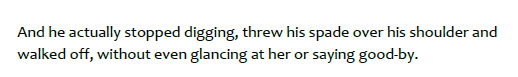 And he actually stopped digging, threw his spade over his shoulder and
walked off, without even glancing at her or saying good-by.